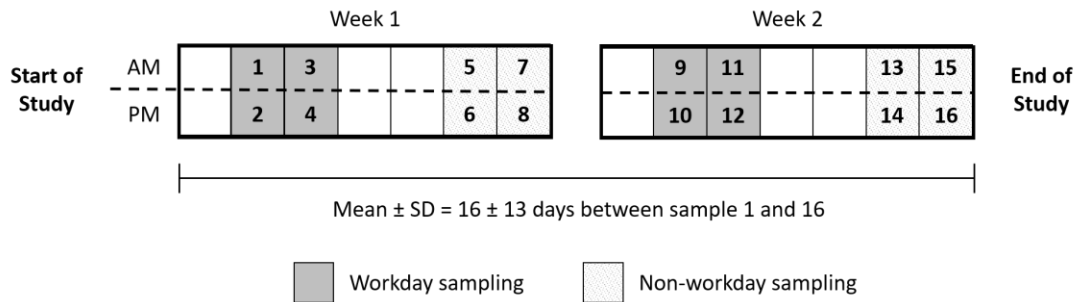 Week 1
Week 2
Start of
Study
AM
1 3 5 7
9 11 13 15
PM
2 4 6 8
10 12 14 16
End of
Study
Mean ± SD = 16 ± 13 days between sample 1 and 16
Workday sampling
Non-workday sampling